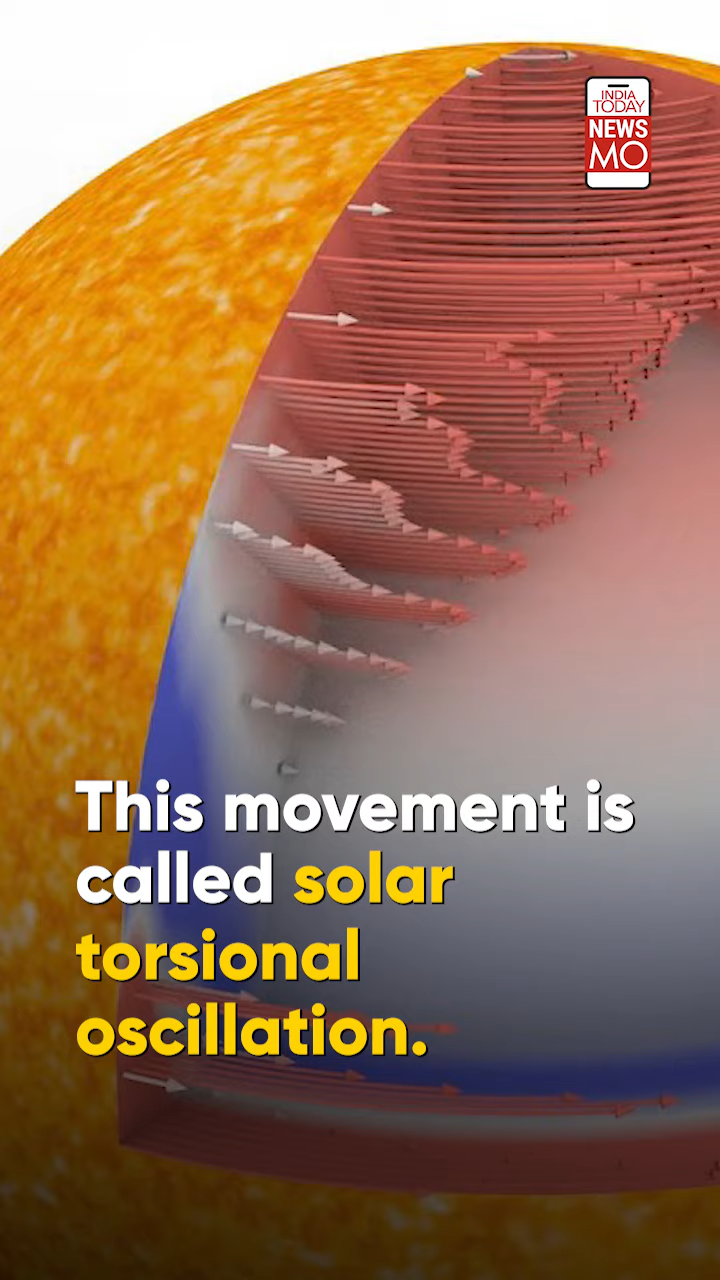 INDIA
TODAY
NEWS
MO
This movement is
called solar
torsional
oscillation.